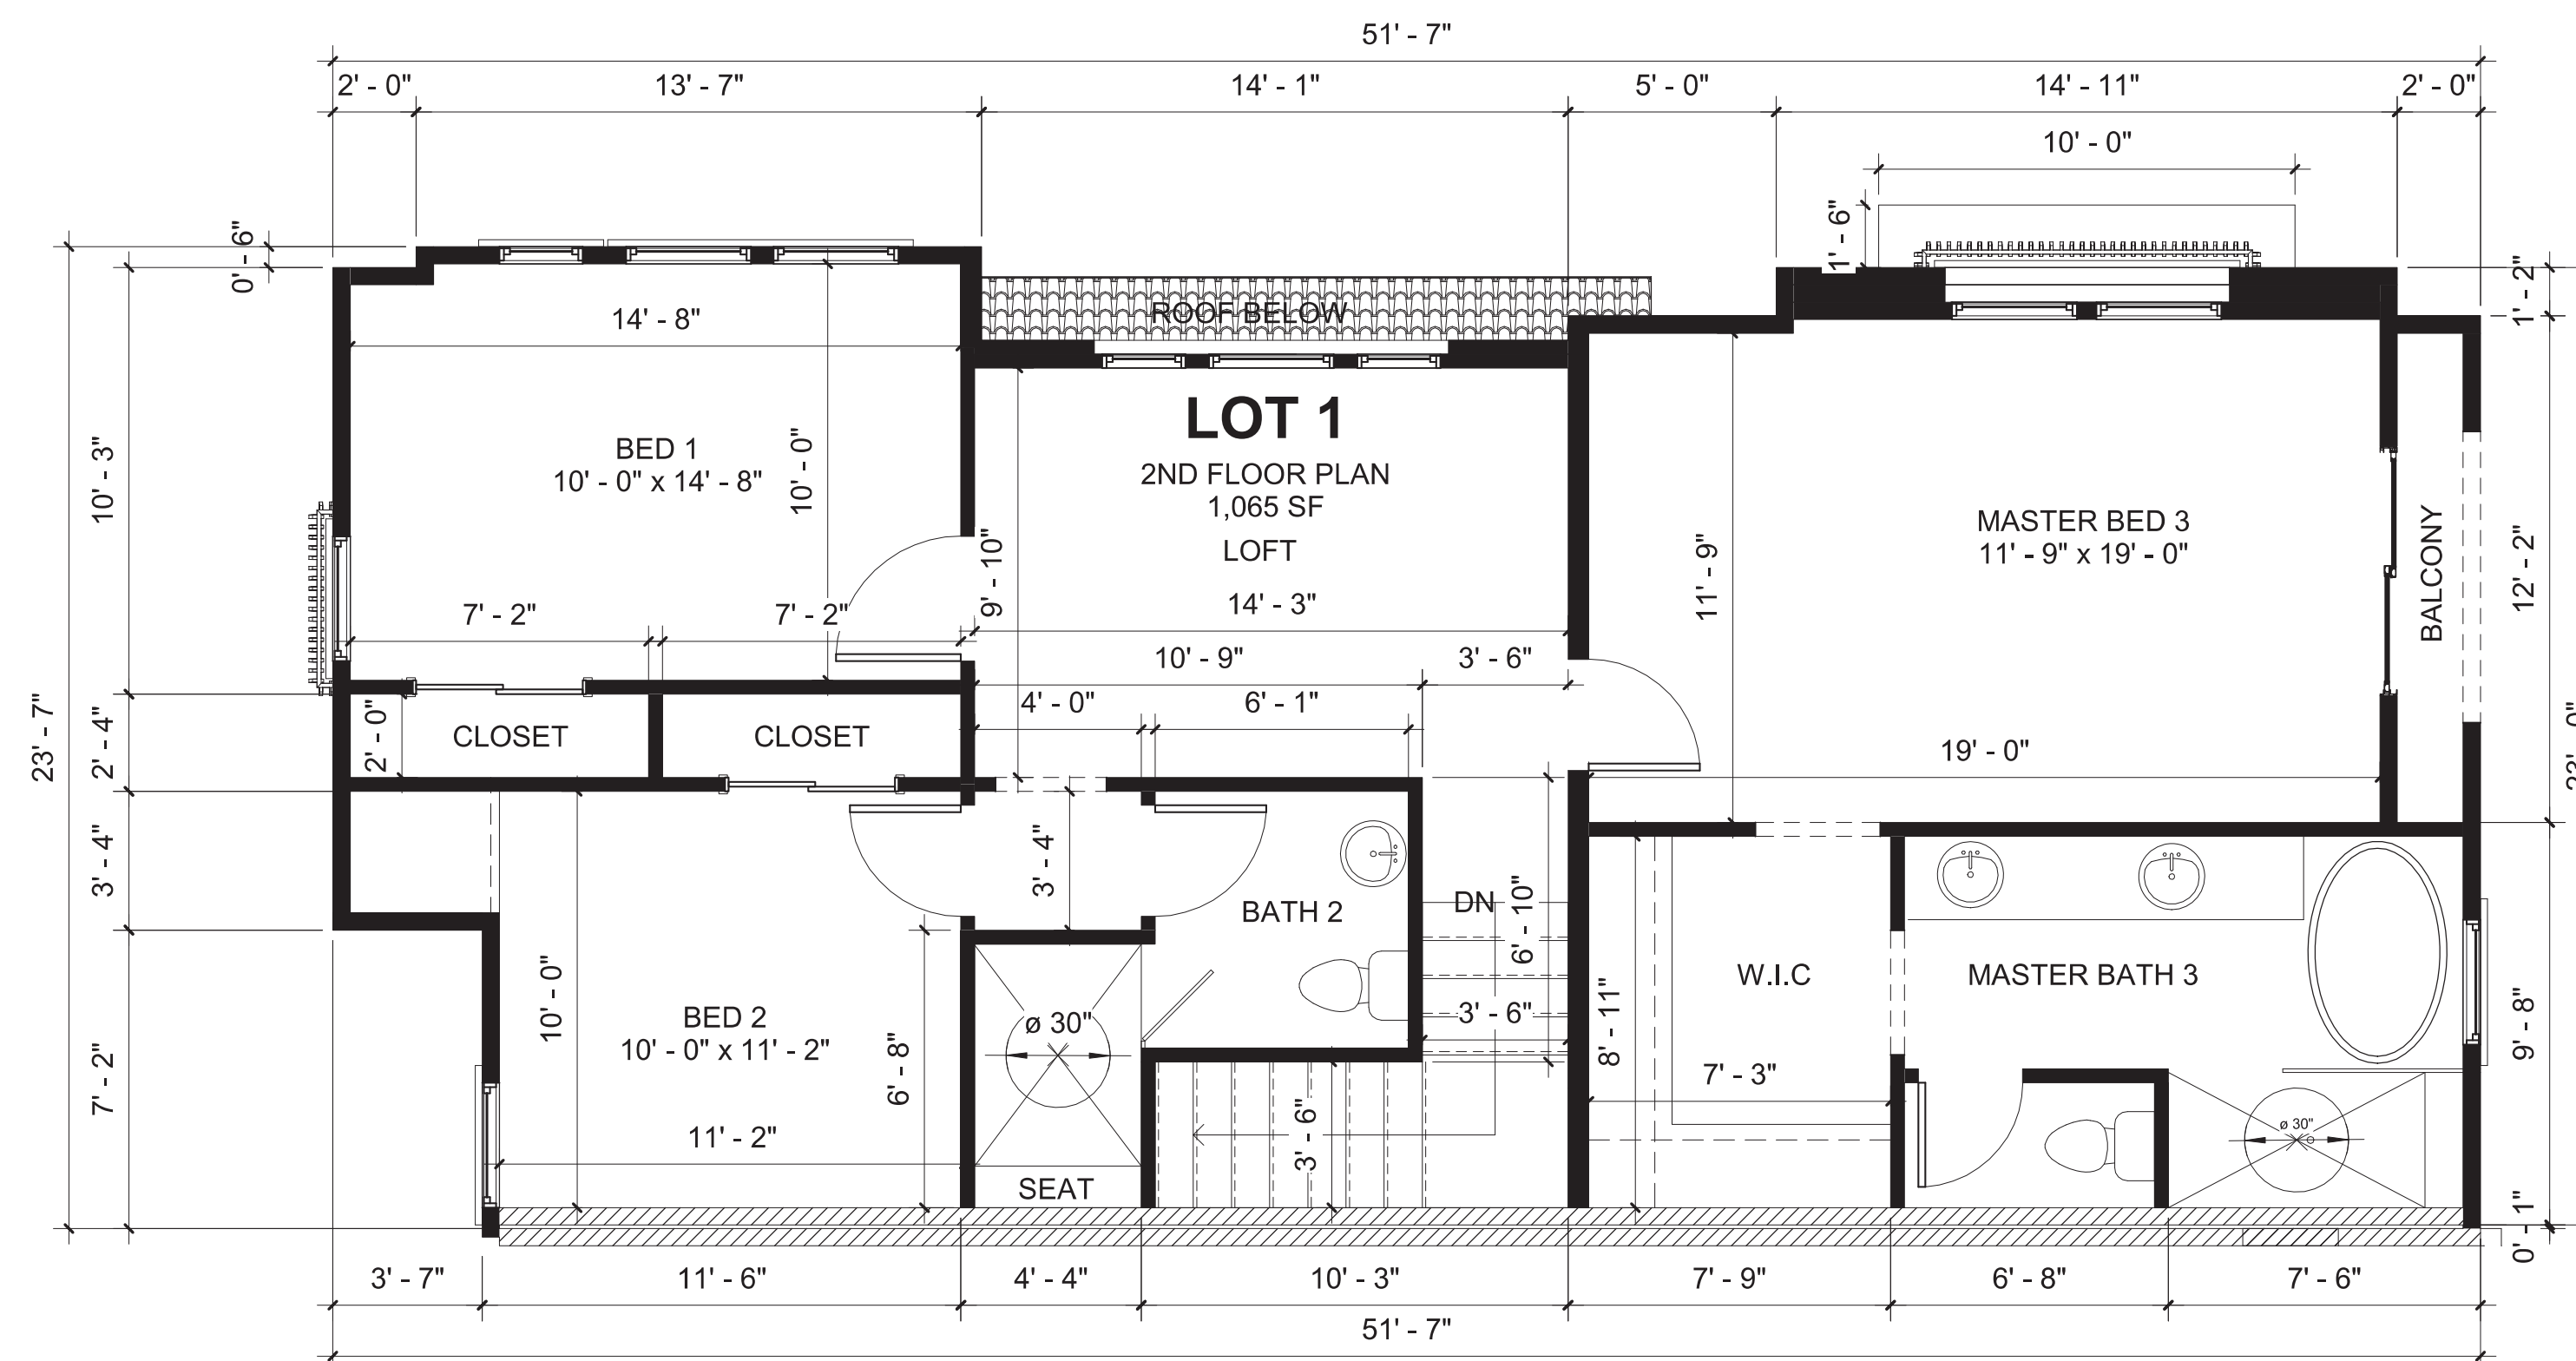 51' - 7"
2' - 0"
13' - 7"
14' - 1"
5' - 0"
14' - 11"
2' - 0"
10' - 0"
1' - 6"
0' - 6"
1' - 2"
ROOF BELOW
14' - 8"
LOT 1
2ND FLOOR PLAN
1,065 SF
LOFT
14' - 3"
BED 1
10' - 0" x 14' - 8"
10' - 0"
10' - 3"
9' - 10"
11' - 9"
MASTER BED 3
11' - 9" x 19' - 0"
BALCONY
12' - 2"
7' - 2"
7' - 2"
10' - 9"
3' - 6"
4' - 0"
6' - 1"
23' - 7"
2' - 4"
2' - 0"
CLOSET
CLOSET
19' - 0"
23' - 0"
3' - 4"
3' - 4"
BATH 2
DN
6' - 10"
W.I.C
MASTER BATH 3
10' - 0"
BED 2
10' - 0" x 11' - 2"
6' - 8"
ø 30"
3' - 6"
8' - 11"
9' - 8"
7' - 2"
7' - 3"
11' - 2"
3' - 6"
ø 30"
SEAT
0' - 1"
3' - 7"
11' - 6"
4' - 4"
10' - 3"
7' - 9"
6' - 8"
7' - 6"
51' - 7"